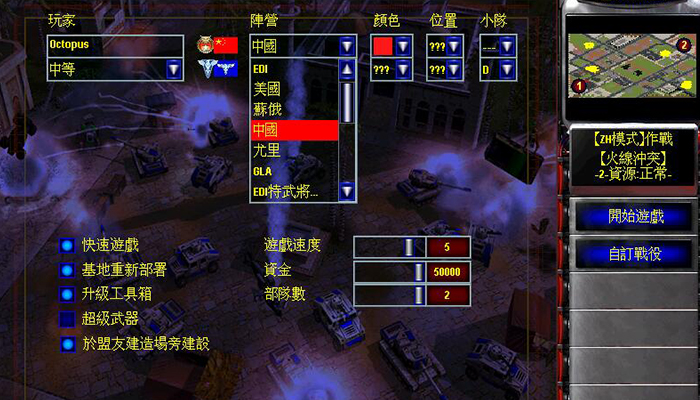 玩家 陣營 顏色 位置 小隊
Octopus 中國 ??? ---
中等 EDI ??? ??? D
美國
蘇俄
中國
尤里
GLA
EDI特武將...
快速遊戲 遊戲速度 5
基地重新部署 資金 50000
升級工具箱 部隊數 2
超級武器
於盟友建造場旁建設
2
1
【ZH模式】作戰
【火線沖突】
-2-資源:正常-
開始遊戲
自訂戰役